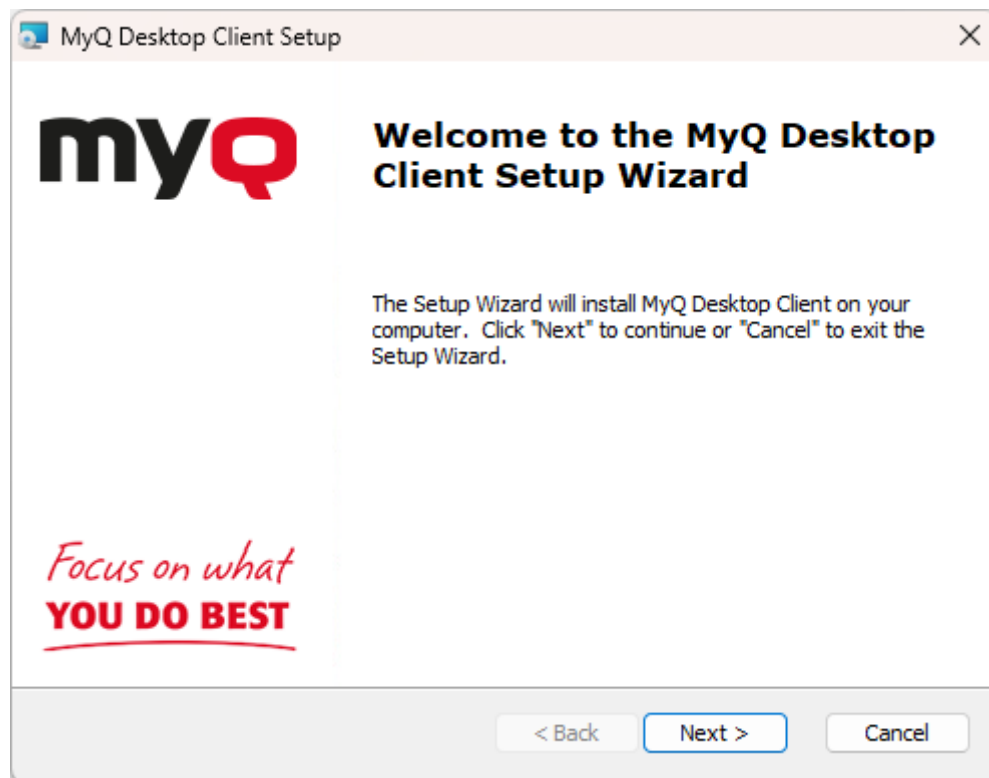 MyQ Desktop Client Setup
myQ
Welcome to the MyQ Desktop
Client Setup Wizard
The Setup Wizard will install MyQ Desktop Client on your
computer.  Click "Next" to continue or "Cancel" to exit the
Setup Wizard.
Focus on what
YOU DO BEST
< Back
Next >
Cancel